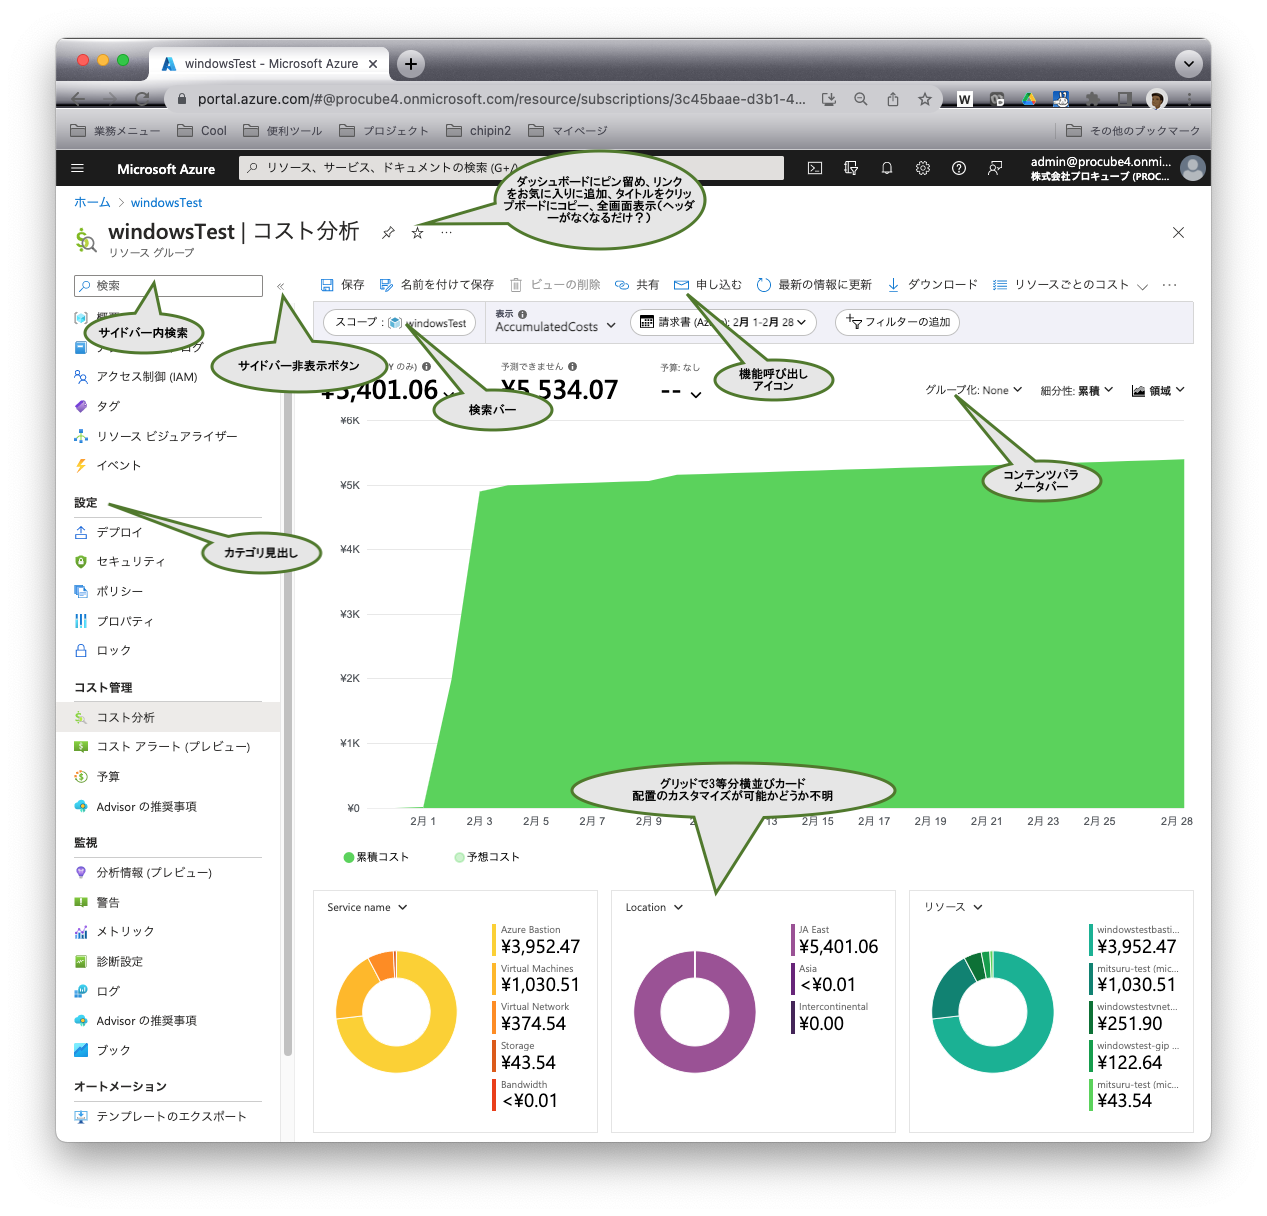 windowsTest - Microsoft Azure
portal.azure.com/#@procube4.onmicrosoft.com/resource/subscriptions/3c45baae-d3b1-4...
業務メニュー
Cool
便利ツール
プロジェクト
chipin2
マイページ
その他のブックマーク
Microsoft Azure
リソース、サービス、ドキュメントの検索 (G+/)
admin@procube4.onmi...
株式会社プロキューブ (PROC...
ホーム > windowsTest
windowsTest | コスト分析
リソース グループ
ダッシュボードにピン留め、リンク
をお気に入りに追加、タイトルをクリッ
プボードにコピー、全画面表示(ヘッダ
ーがなくなるだけ？)
検索
保存
名前を付けて保存
ビューの削除
共有
申し込む
最新の情報に更新
ダウンロード
リソースごとのコスト
サイドバー内検索
スコープ : windowsTest
表示
AccumulatedCosts
請求書 : 2月 1-2月 28
フィルターの追加
アクセス制御 (IAM)
タグ
リソース ビジュアライザー
イベント
設定
デプロイ
セキュリティ
ポリシー
プロパティ
ロック
コスト管理
コスト分析
コスト アラート (プレビュー)
予算
Advisor の推奨事項
監視
分析情報 (プレビュー)
警告
メトリック
診断設定
ログ
Advisor の推奨事項
ブック
オートメーション
テンプレートのエクスポート
サイドバー非表示ボタン
カテゴリ見出し
のみ)
¥5,401.06
予測できません
¥5,534.07
予算: なし
--
検索バー
機能呼び出し
アイコン
グループ化: None
細分性: 累積
領域
コンテンツパラ
メータバー
¥6K
¥5K
¥4K
¥3K
¥2K
¥1K
¥0
グリッドで3等分横並びカード
配置のカスタマイズが可能かどうか不明
2月 1
2月 3
2月 5
2月 7
2月 9
13
2月 15
2月 17
2月 19
2月 21
2月 23
2月 25
2月 28
累積コスト
予想コスト
Service name
Azure Bastion
¥3,952.47
Virtual Machines
¥1,030.51
Virtual Network
¥374.54
Storage
¥43.54
Bandwidth
<¥0.01
Location
JA East
¥5,401.06
Asia
<¥0.01
Intercontinental
¥0.00
リソース
windowstestbasti...
¥3,952.47
mitsuru-test (mic...
¥1,030.51
windowstestvnet...
¥251.90
windowstest-gip ...
¥122.64
mitsuru-test (mic...
¥43.54